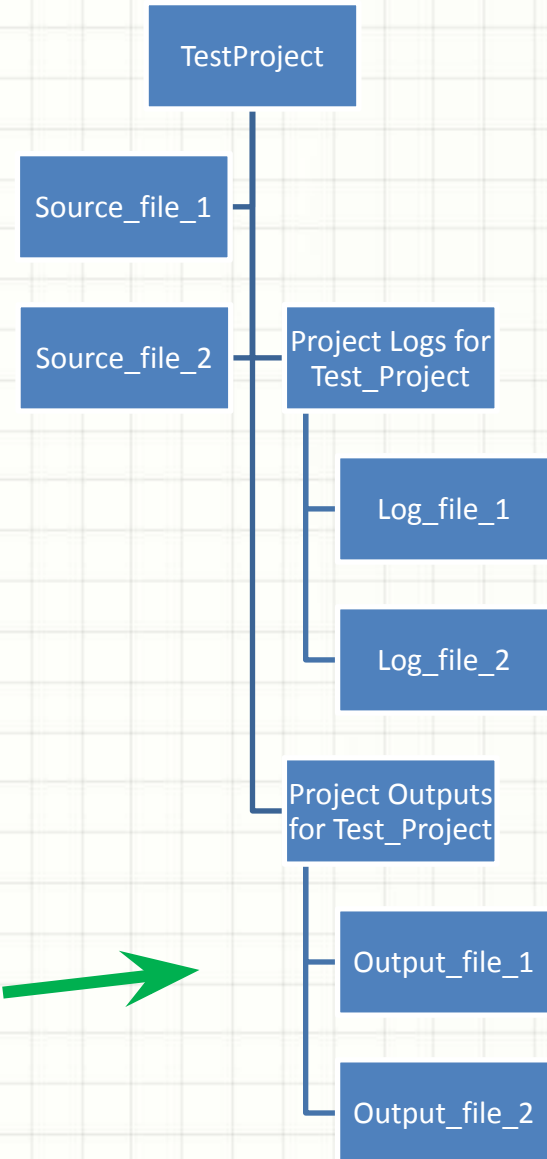 TestProject
Source_file_1
Source_file_2
Project Logs for
Test_Project
Log_file_1
Log_file_2
Project Outputs
for Test_Project
Output_file_1
Output_file_2